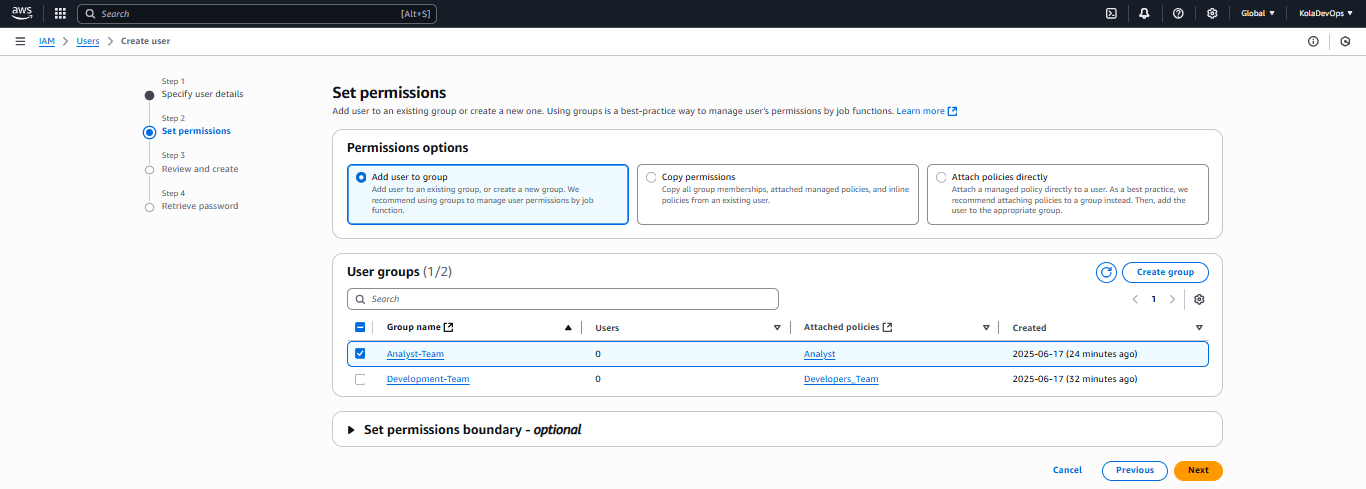 aws
Search [Alt+S]
Global ▼
KolaDevOps ▼
IAM > Users > Create user
Step 1
Specify user details
Step 2
Set permissions
Step 3
Review and create
Step 4
Retrieve password
Set permissions
Add user to an existing group or create a new one. Using groups is a best-practice way to manage user's permissions by job functions. Learn more
Permissions options
Add user to group
Add user to an existing group, or create a new group. We
recommend using groups to manage user permissions by job
function.
Copy permissions
Copy all group memberships, attached managed policies, and inline
policies from an existing user.
Attach policies directly
Attach a managed policy directly to a user. As a best practice, we
recommend attaching policies to a group instead. Then, add the
user to the appropriate group.
User groups (1/2)
Create group
Search
1
Group name Users Attached policies Created
Analyst-Team 0 Analyst 2025-06-17 (24 minutes ago)
Development-Team 0 Developers_Team 2025-06-17 (32 minutes ago)
Set permissions boundary - optional
Cancel Previous Next